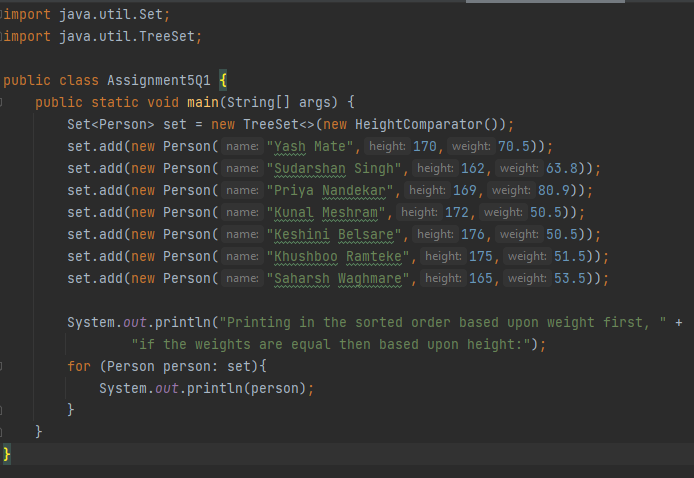 import java.util.Set;
import java.util.TreeSet;
public class Assignment5Q1 {
public static void main(String[] args) {
Set<Person> set = new TreeSet<>(new HeightComparator());
set.add(new Person( name: "Yash Mate", height: 170, weight: 70.5));
set.add(new Person( name: "Sudarshan Singh", height: 162, weight: 63.8));
set.add(new Person( name: "Priya Nandekar", height: 169, weight: 80.9));
set.add(new Person( name: "Kunal Meshram", height: 172, weight: 50.5));
set.add(new Person( name: "Keshini Belsare", height: 176, weight: 50.5));
set.add(new Person( name: "Khushboo Ramteke", height: 175, weight: 51.5));
set.add(new Person( name: "Saharsh Waghmare", height: 165, weight: 53.5));
System.out.println("Printing in the sorted order based upon weight first, " +
"if the weights are equal then based upon height:");
for (Person person: set){
System.out.println(person);
}
}
}